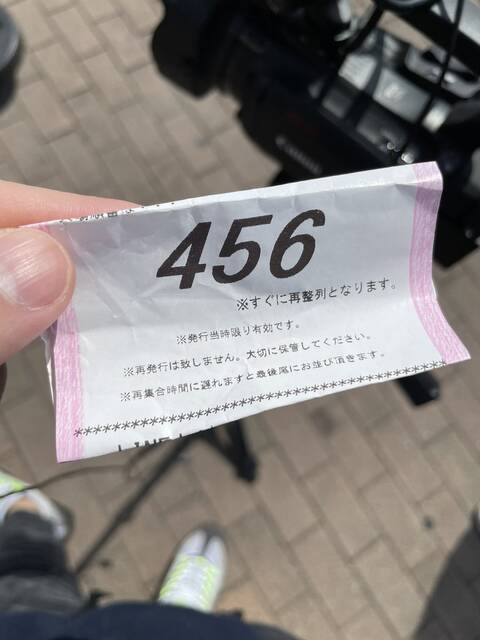 456
※すぐに再整列となります。
※発行当時限り有効です。
※再発行は致しません。大切に保管してください。
※再集合時間に遅れますと最後尾にお並び頂きます。
Canon